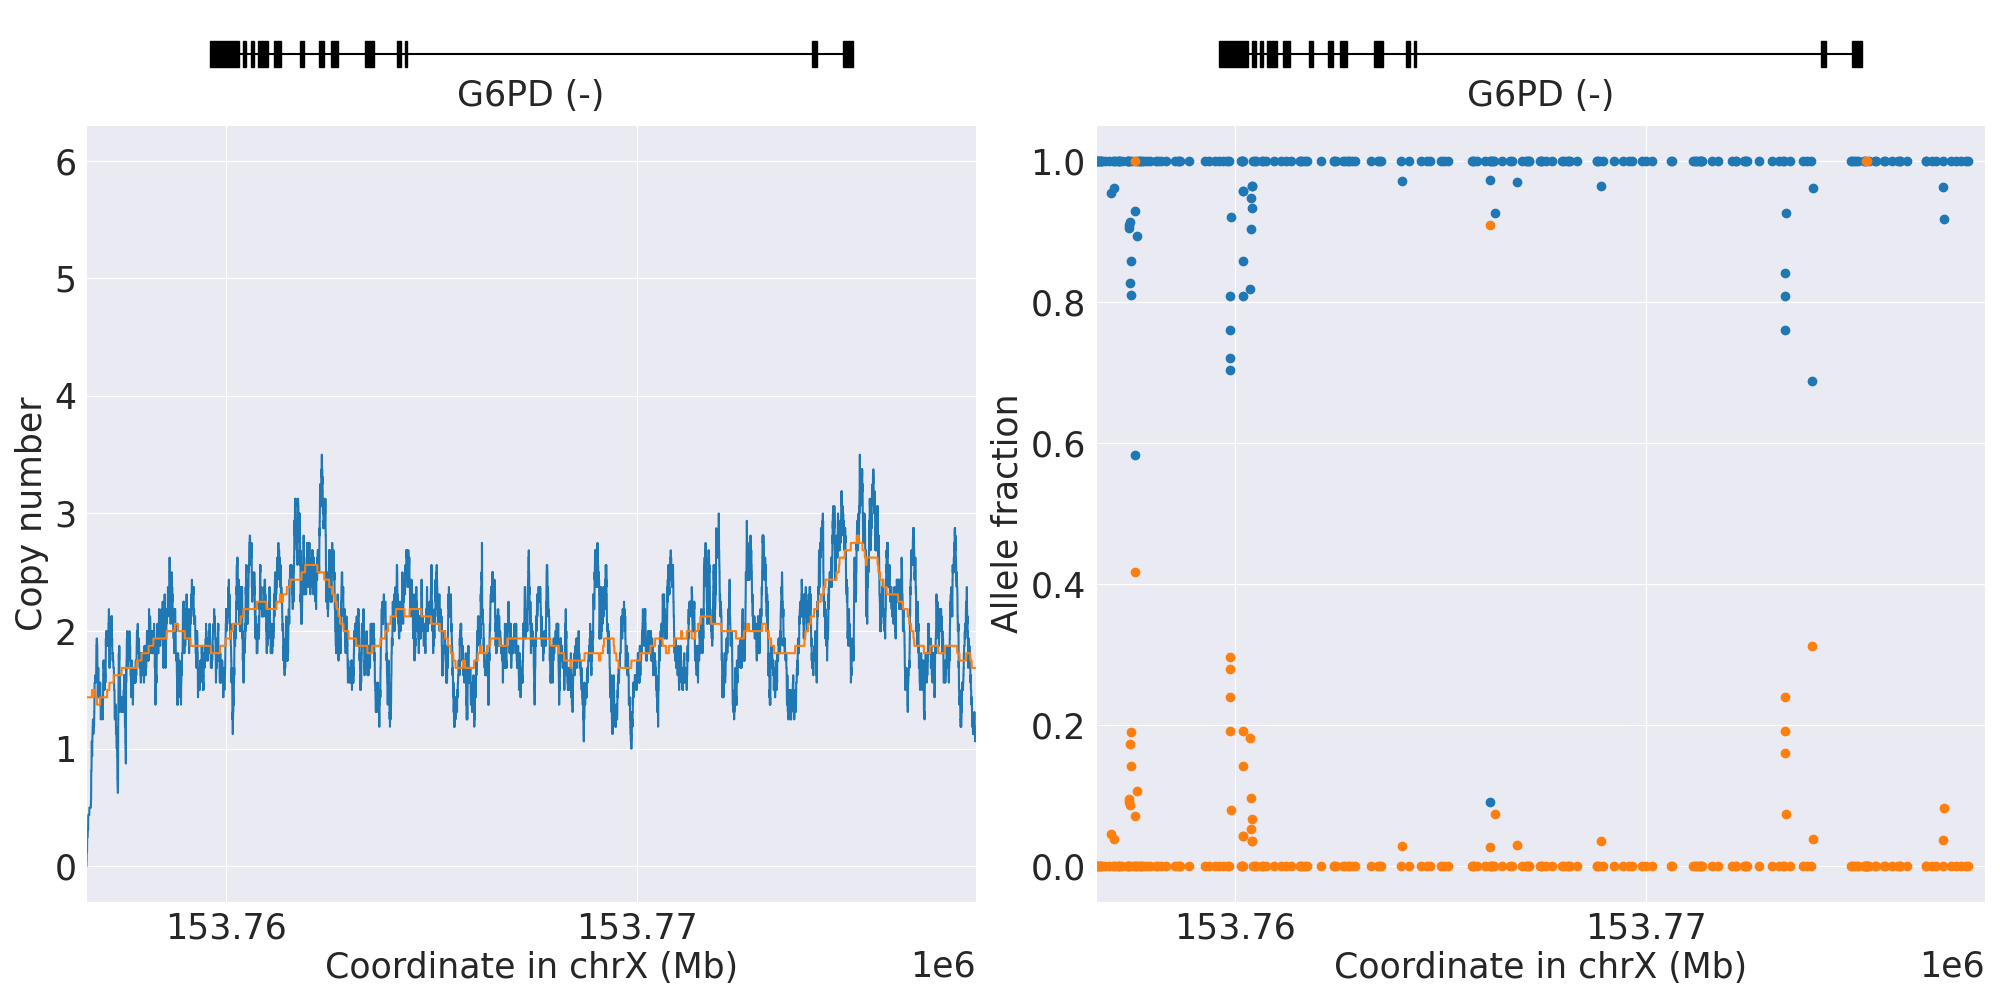 G6PD (-)
6
5
4
3
2
1
0
Copy number
153.76
153.77
Coordinate in chrX (Mb)
1e6
G6PD (-)
1.0
0.8
0.6
0.4
0.2
0.0
Allele fraction
153.76
153.77
Coordinate in chrX (Mb)
1e6